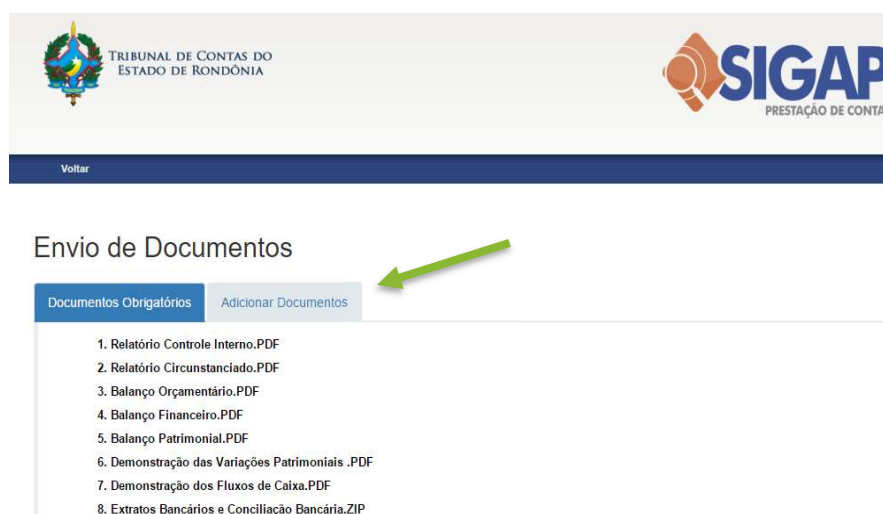 TRIBUNAL DE CONTAS DO
ESTADO DE RONDÔNIA
SIGAP
PRESTAÇÃO DE CONTA
Voltar
Envio de Documentos
Documentos Obrigatórios Adicionar Documentos
1. Relatório Controle Interno.PDF
2. Relatório Circunstanciado.PDF
3. Balanço Orçamentário.PDF
4. Balanço Financeiro.PDF
5. Balanço Patrimonial.PDF
6. Demonstração das Variações Patrimoniais .PDF
7. Demonstração dos Fluxos de Caixa.PDF
8. Extratos Bancários e Conciliação Bancária.ZIP